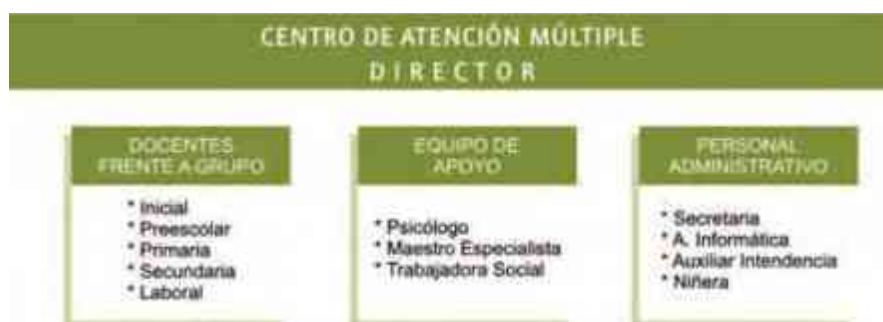 CENTRO DE ATENCIÓN MÚLTIPLE
DIRECTOR
DOCENTES
FRENTE A GRUPO
* Inicial
* Preescolar
* Primaria
* Secundaria
* Laboral
EQUIPO DE
APOYO
* Psicólogo
* Maestro Especialista
* Trabajadora Social
PERSONAL
ADMINISTRATIVO
* Secretaria
* A. Informática
* Auxiliar Intendencia
* Niñera